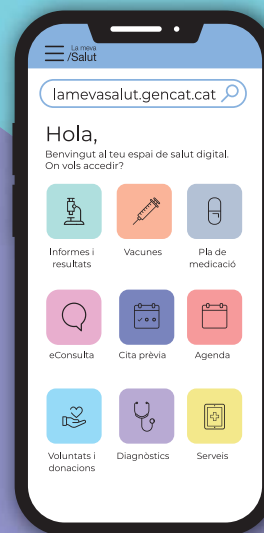 La meva
/Salut
lamevasalut.gencat.cat
Hola,
Benvingut al teu espai de salut digital.
On vols accedir?
Informes i
resultats
Vacunes
Pla de
medicació
eConsulta
Cita prèvia
Agenda
Voluntats i
donacions
Diagnòstics
Serveis